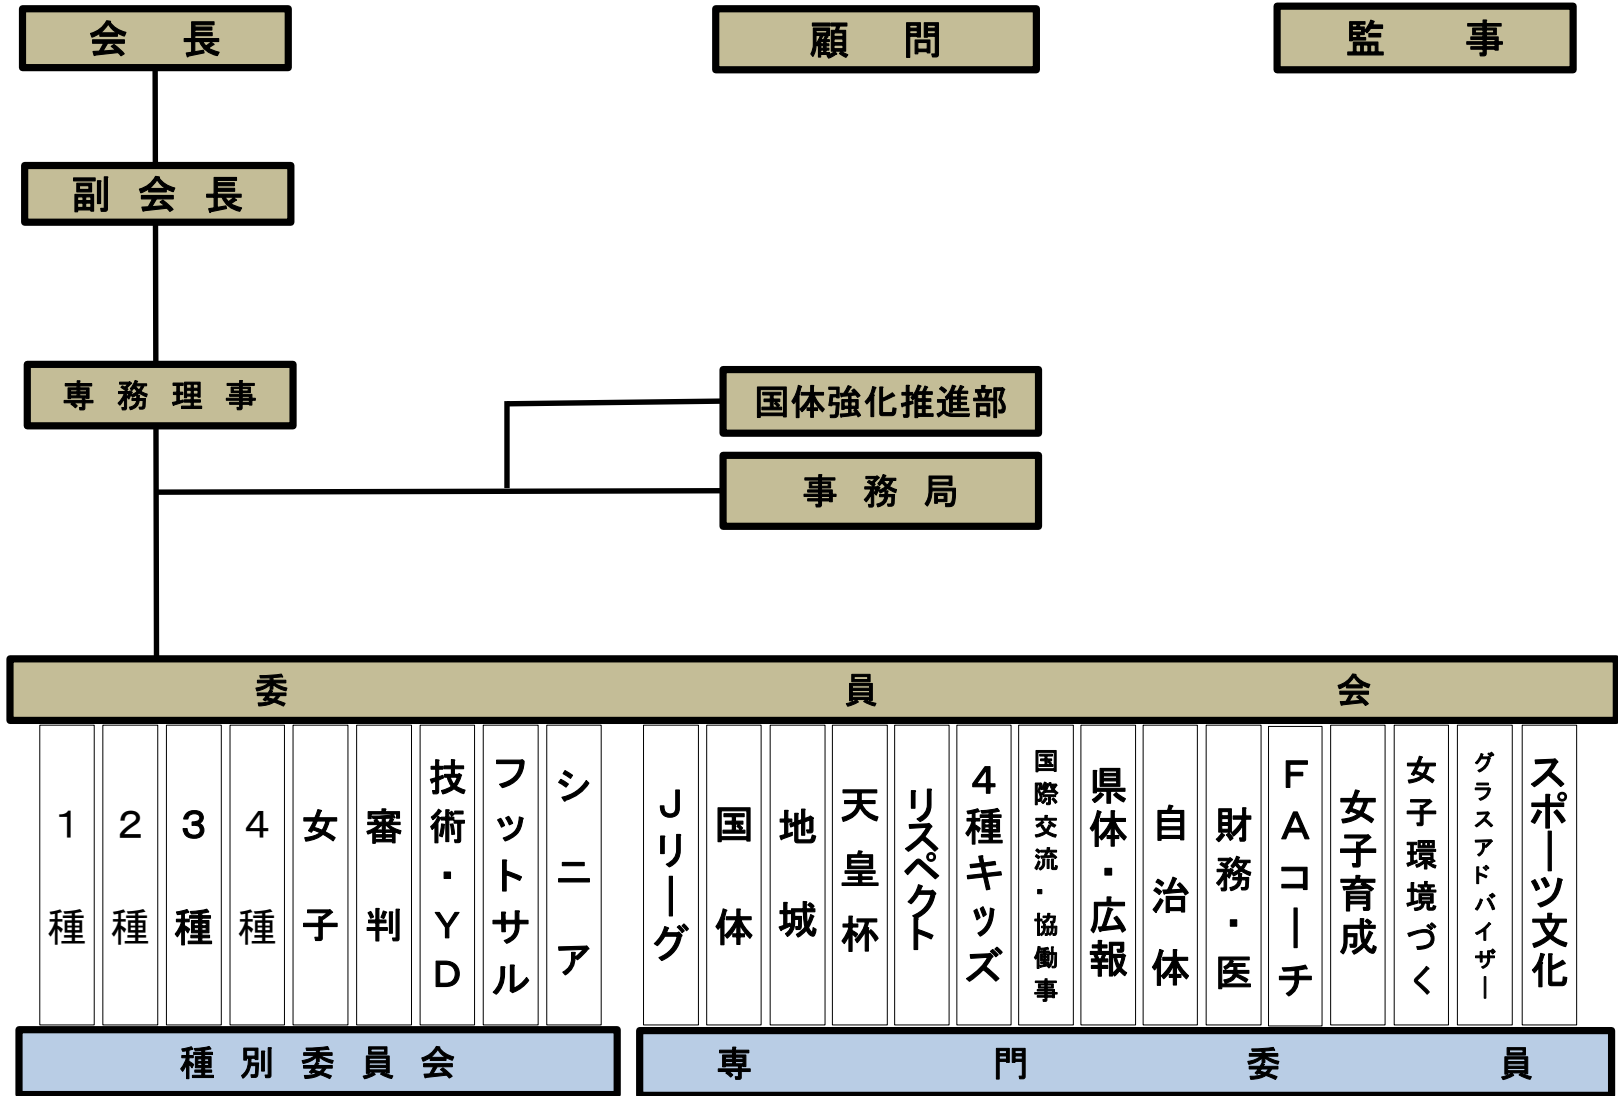 会長
顧問
監事
副会長
専務理事
国体強化推進部
事務局
委員会
1種
2種
3種
4種
女子
審判
技術・YD
フットサル
シニア
Jリーグ
国体
地城
天皇杯
リスペクト
4種キッズ
国際交流・協働事
県体・広報
自治体
財務・医
FAコーチ
女子育成
女子環境づく
グラスアドバイザー
スポーツ文化
種別委員会
専門委員